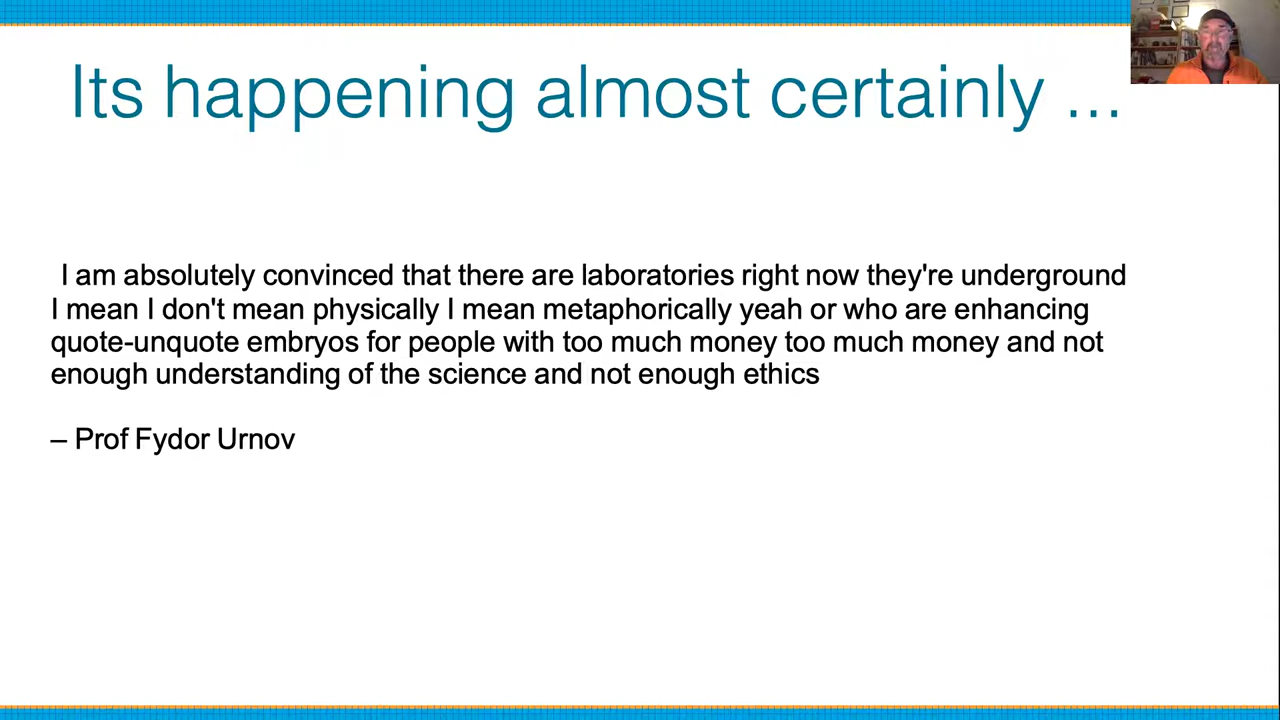 Its happening almost certainly ...
I am absolutely convinced that there are laboratories right now they're underground
I mean I don't mean physically I mean metaphorically yeah or who are enhancing
quote-unquote embryos for people with too much money too much money and not
enough understanding of the science and not enough ethics
– Prof Fydor Urnov